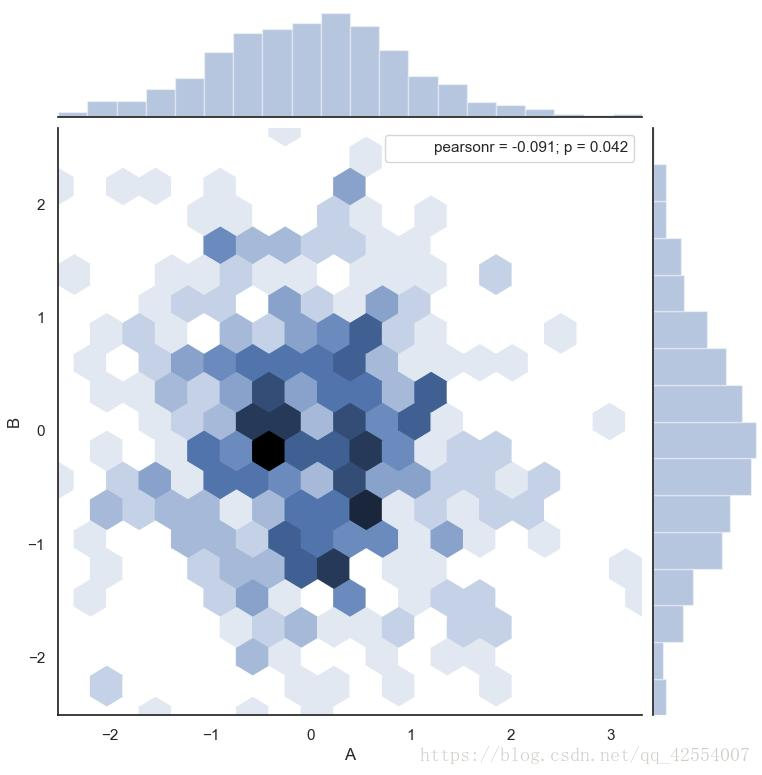 pearsonr = -0.091; p = 0.042
2
1
0
−1
−2
B
−2 −1 0 1 2 3
A
https://blog.csdn.net/qq_42554007